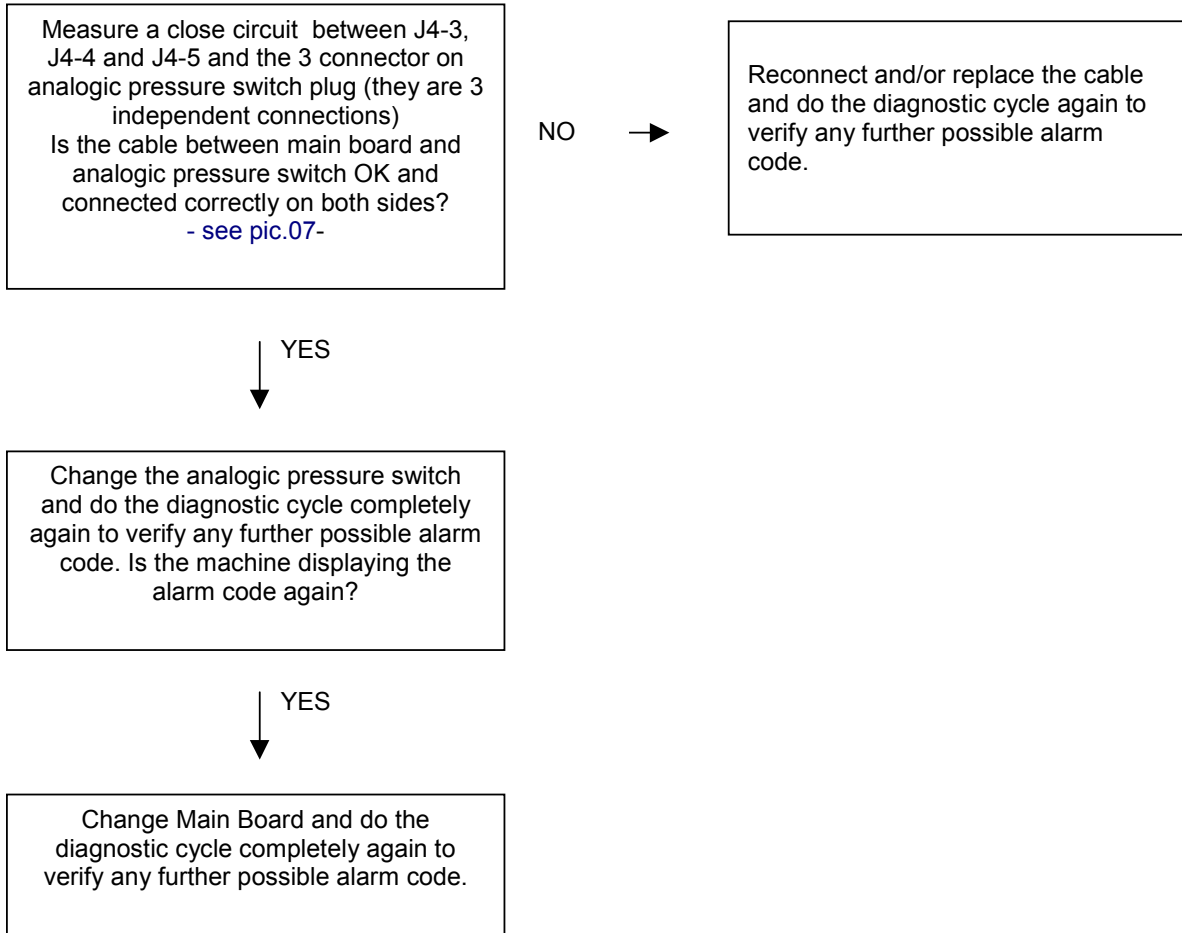 Measure a close circuit between J4-3,
J4-4 and J4-5 and the 3 connector on
analogic pressure switch plug (they are 3
independent connections)
Is the cable between main board and
analogic pressure switch OK and
connected correctly on both sides?
- see pic.07-
NO
Reconnect and/or replace the cable
and do the diagnostic cycle again to
verify any further possible alarm
code.
YES
Change the analogic pressure switch
and do the diagnostic cycle completely
again to verify any further possible alarm
code. Is the machine displaying the
alarm code again?
YES
Change Main Board and do the
diagnostic cycle completely again to
verify any further possible alarm code.